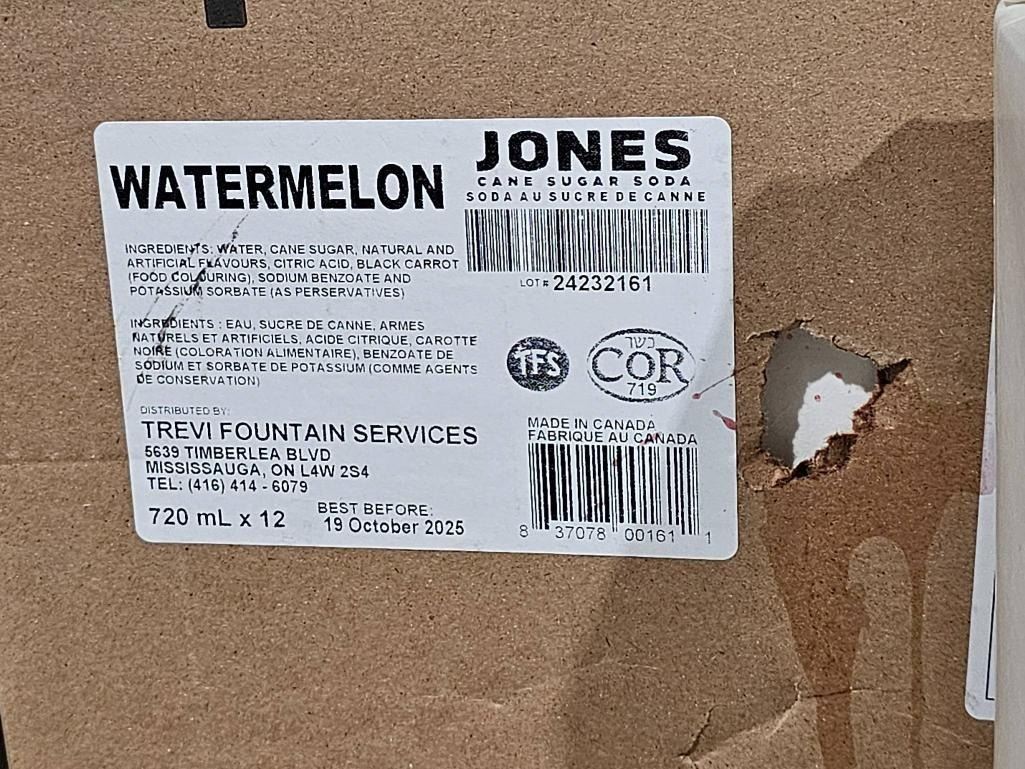 WATERMELON
JONES
CANE SUGAR SODA
SODA AU SUCRE DE CANNE
INGREDIENTS: WATER, CANE SUGAR, NATURAL AND
ARTIFICIAL FLAVOURS, CITRIC ACID, BLACK CARROT
(FOOD COLOURING), SODIUM BENZOATE AND
POTASSIUM SORBATE (AS PERSERVATIVES)
LOT# 24232161
INGREDIENTS : EAU, SUCRE DE CANNE, ARMES
NATURELS ET ARTIFICIELS, ACIDE CITRIQUE, CAROTTE
NOIRE (COLORATION ALIMENTAIRE), BENZOATE DE
SODIUM ET SORBATE DE POTASSIUM (COMME AGENTS
DE CONSERVATION)
TFS
כשר
COR
719
DISTRIBUTED BY:
TREVI FOUNTAIN SERVICES
5639 TIMBERLEA BLVD
MISSISSAUGA, ON L4W 2S4
TEL: (416) 414 - 6079
720 mL x 12
BEST BEFORE:
19 October 2025
MADE IN CANADA
FABRIQUE AU CANADA
8 37078 00161 1